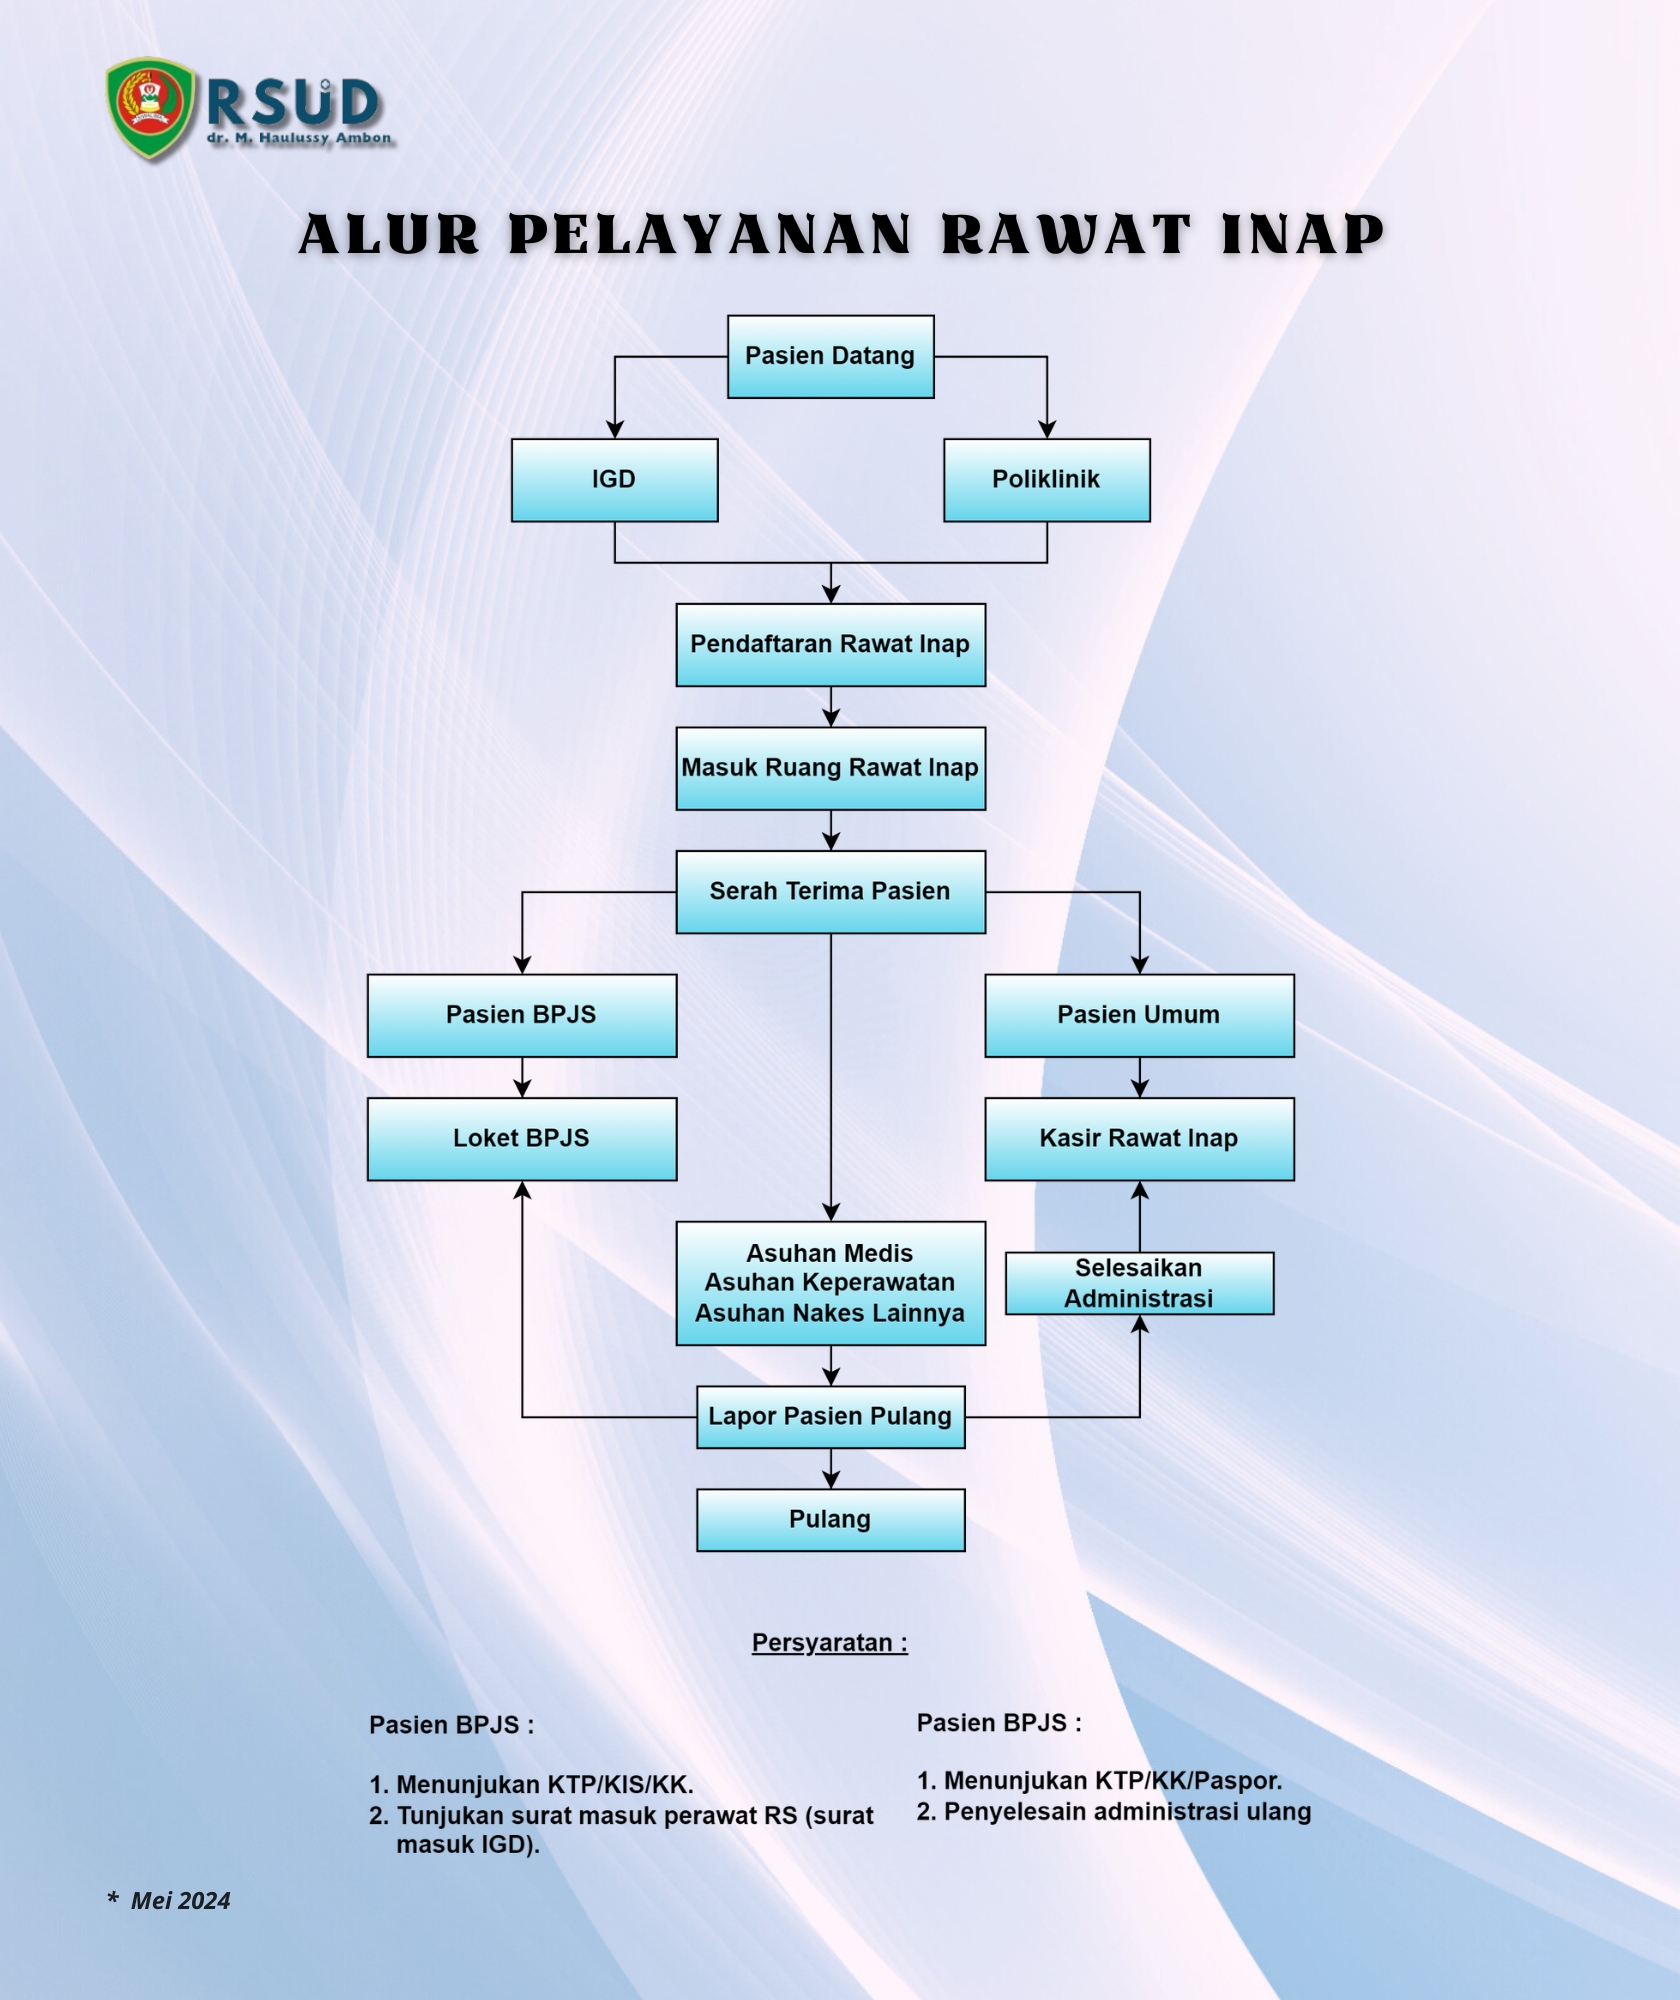 RSUD
dr. M. Haulussy Ambon
ALUR PELAYANAN RAWAT INAP
Pasien Datang
IGD
Poliklinik
Pendaftaran Rawat Inap
Masuk Ruang Rawat Inap
Serah Terima Pasien
Pasien BPJS
Pasien Umum
Loket BPJS
Kasir Rawat Inap
Asuhan Medis
Asuhan Keperawatan
Asuhan Nakes Lainnya
Selesaikan
Administrasi
Lapor Pasien Pulang
Pulang
Persyaratan :
Pasien BPJS :
1. Menunjukan KTP/KIS/KK.
2. Tunjukan surat masuk perawat RS (surat
masuk IGD).
Pasien BPJS :
1. Menunjukan KTP/KK/Paspor.
2. Penyelesain administrasi ulang
* Mei 2024